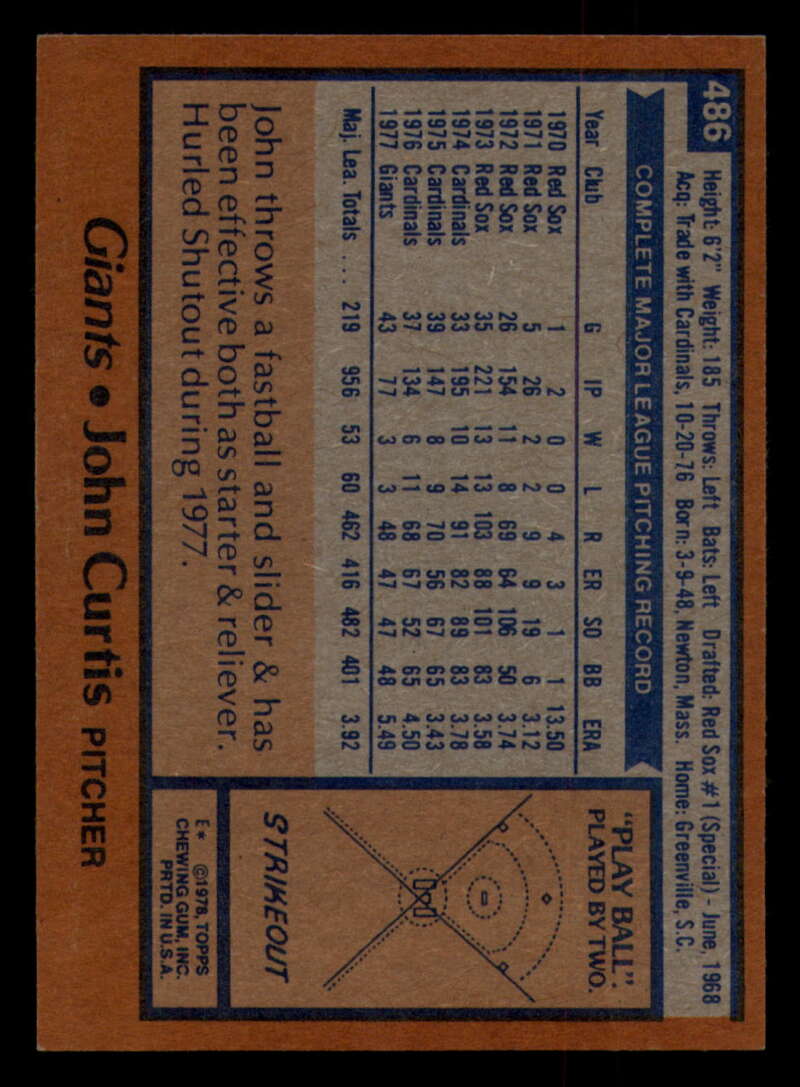 486
Height: 6'2" Weight: 185 Throws: Left Bats: Left Drafted: Red Sox #1 (Special) - June, 1968
Acq: Trade with Cardinals, 10-20-76 Born: 3-9-48, Newton, Mass. Home: Greenville, S.C.
COMPLETE MAJOR LEAGUE PITCHING RECORD
Year Club G IP W L R ER SO BB ERA
1970 Red Sox 1 2 0 0 4 3 1 1 13.50
1971 Red Sox 5 26 2 2 9 9 19 6 3.12
1972 Red Sox 26 154 11 8 69 64 106 50 3.74
1973 Red Sox 35 221 13 13 103 88 101 83 3.58
1974 Cardinals 33 195 10 14 91 82 89 83 3.78
1975 Cardinals 39 147 8 9 70 56 67 65 3.43
1976 Cardinals 37 134 6 11 68 67 52 65 4.50
1977 Giants 43 77 3 3 48 47 47 48 5.49
Maj. Lea. Totals ... 219 956 53 60 462 416 482 401 3.92
John throws a fastball and slider & has
been effective both as starter & reliever.
Hurled Shutout during 1977.
"PLAY BALL".
PLAYED BY TWO.
STRIKEOUT
E* ©1978, TOPPS
CHEWING GUM, INC.
PRTD. IN U.S.A.
Giants • John Curtis PITCHER